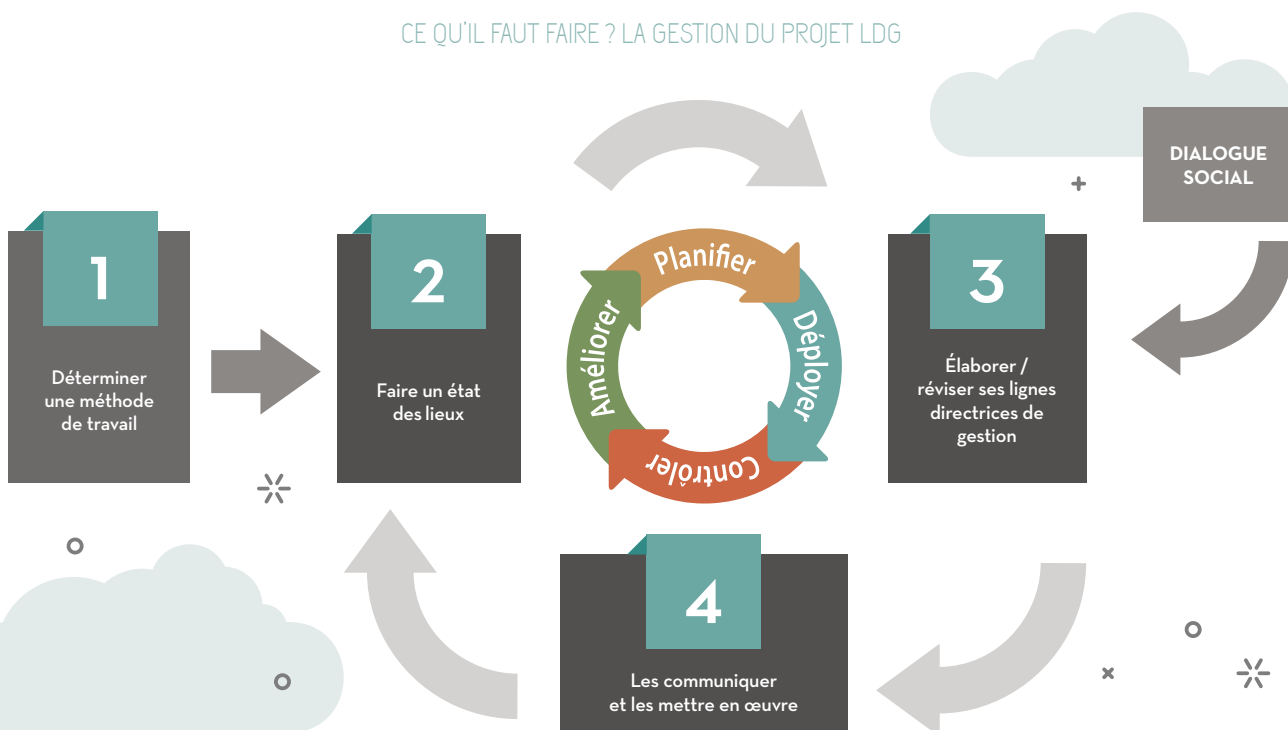 CE QU'IL FAUT FAIRE ? LA GESTION DU PROJET LDG
DIALOGUE
SOCIAL
1
Déterminer
une méthode
de travail
2
Faire un état
des lieux
Planifier
Déployer
Contrôler
Améliorer
3
Élaborer /
réviser ses lignes
directrices de
gestion
4
Les communiquer
et les mettre en œuvre